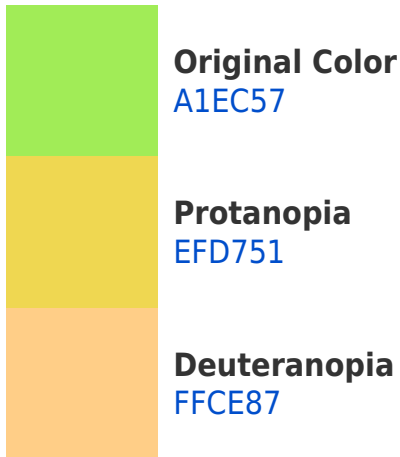 Original Color
A1EC57
Protanopia
EFD751
Deuteranopia
FFCE87